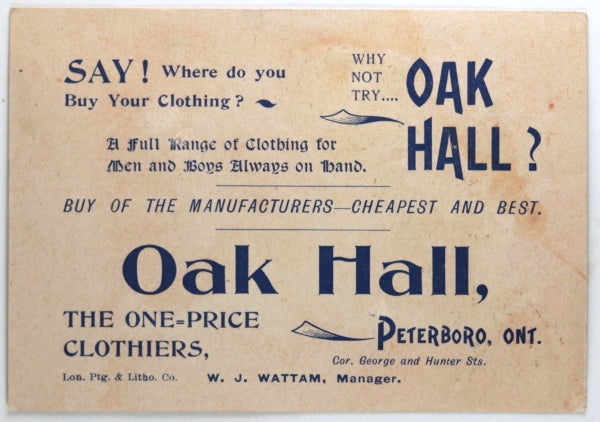 SAY! Where do you
Buy Your Clothing?
WHY
NOT
TRY....
OAK
HALL?
A Full Range of Clothing for
Men and Boys Always on Hand.
BUY OF THE MANUFACTURERS—CHEAPEST AND BEST.
Oak Hall,
THE ONE=PRICE
CLOTHIERS,
PETERBORO, ONT.
Cor. George and Hunter Sts.
Lon. Ptg. & Litho. Co.
W. J. WATTAM, Manager.